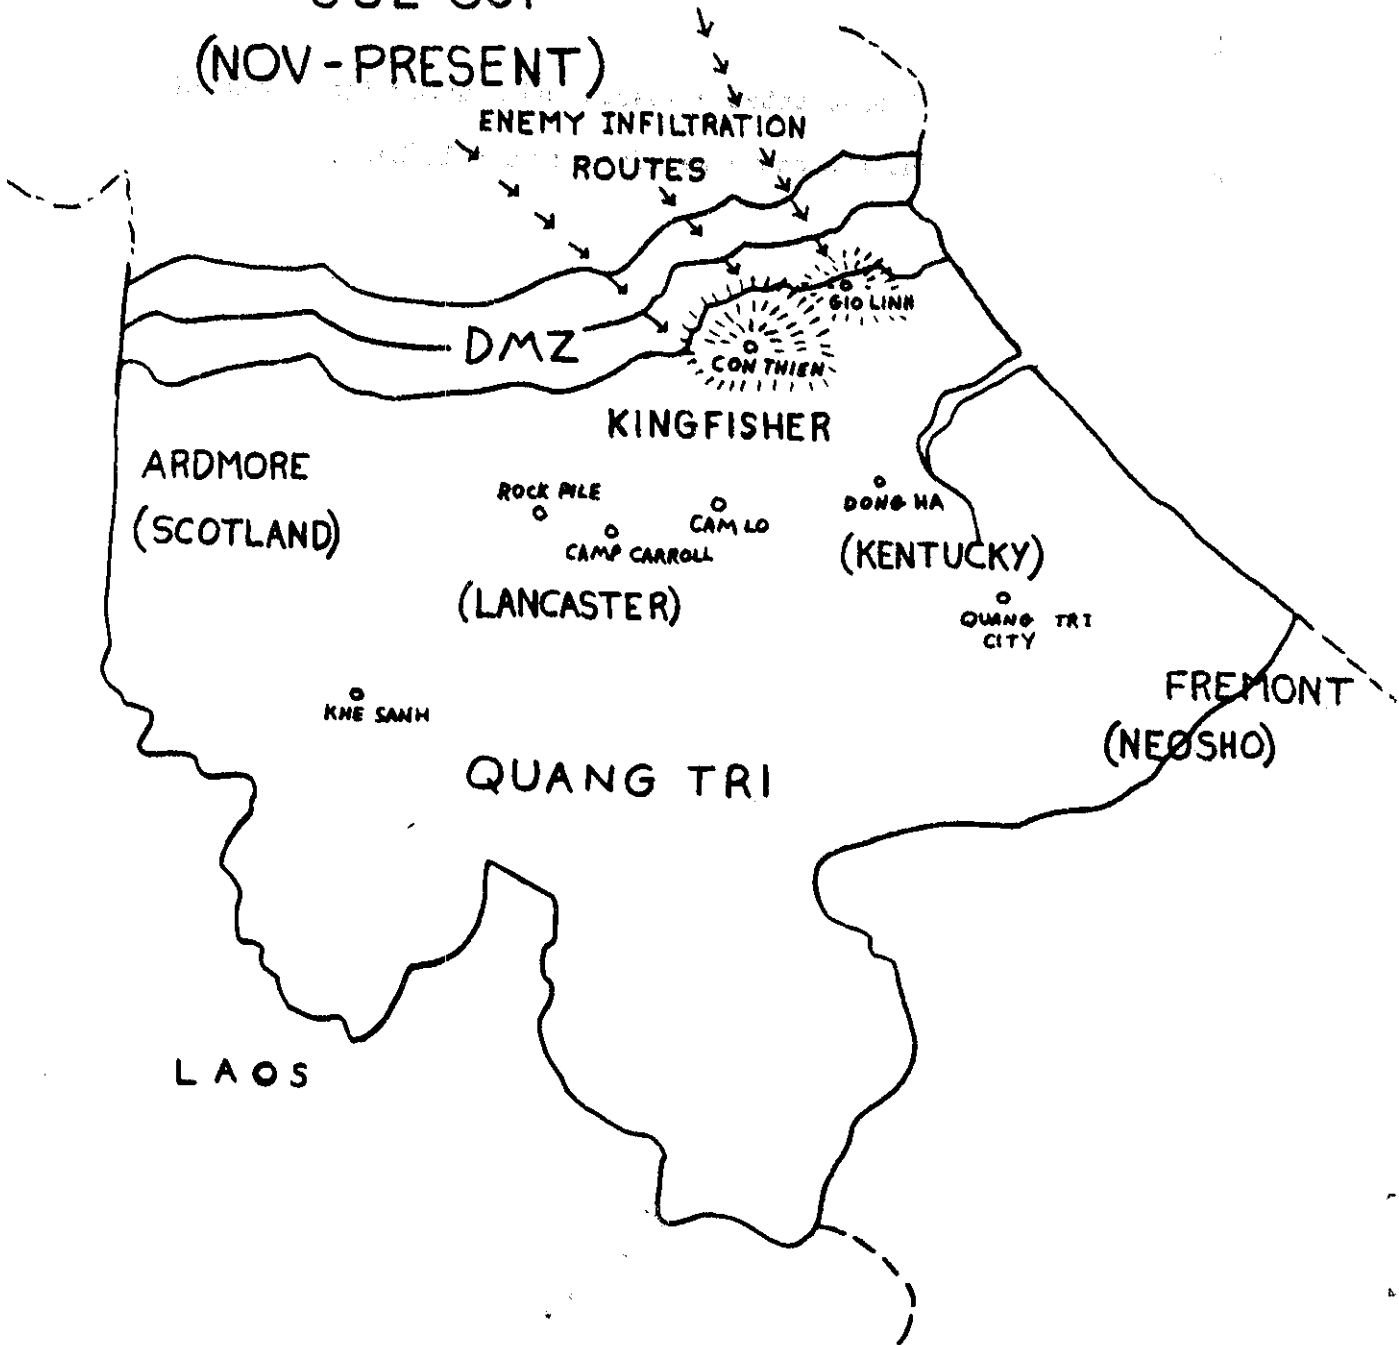 (NOV-PRESENT)
ENEMY INFILTRATION
ROUTES
GIO LINH
DMZ
CON THIEN
KINGFISHER
ARDMORE
(SCOTLAND)
ROCK PILE
CAMP CARROLL
CAM LO
DONG HA
(KENTUCKY)
(LANCASTER)
QUANG TRI
CITY
FREMONT
(NEOSHO)
KHE SANH
QUANG TRI
LAOS